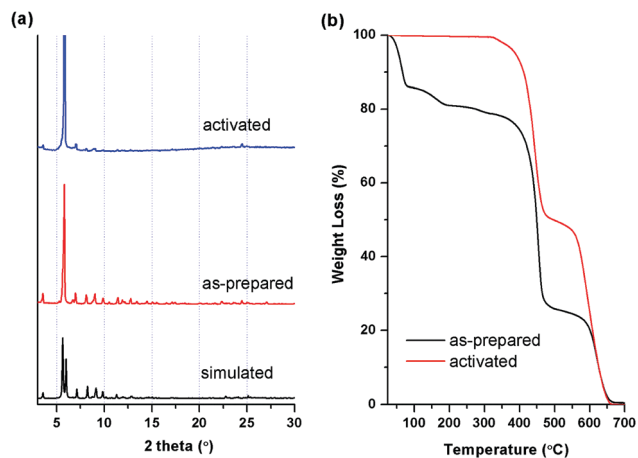 (a)
activated
as-prepared
simulated
5 10 15 20 25 30
2 theta (°)
(b)
100
80
60
40
20
0
Weight Loss (%)
as-prepared
activated
100 200 300 400 500 600 700
Temperature (°C)